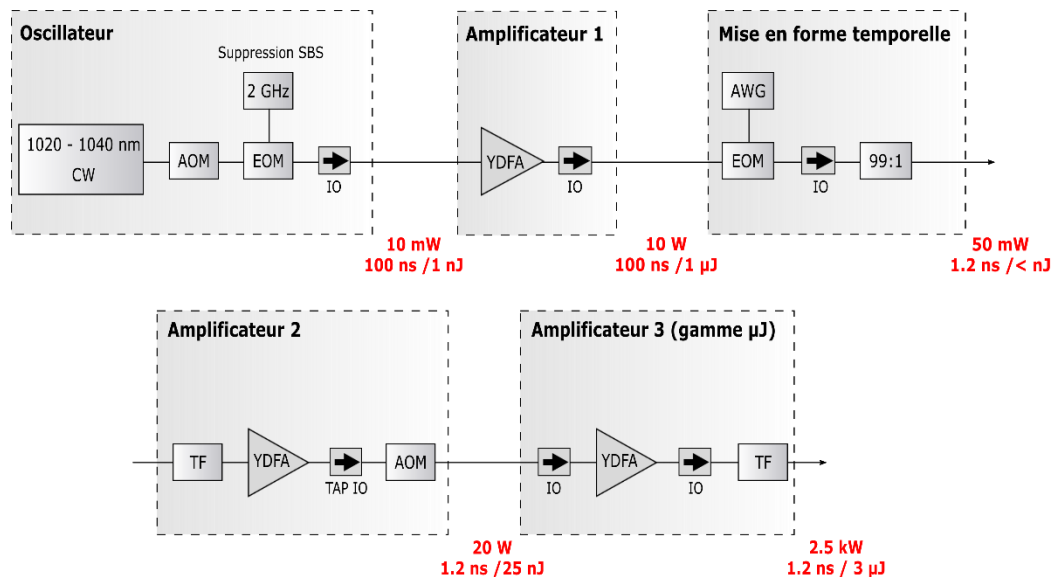 Oscillateur
Suppression SBS
2 GHz
1020 - 1040 nm
CW
AOM
EOM
IO
10 mW
100 ns /1 nJ
Amplificateur 1
YDFA
IO
10 W
100 ns/1 µJ
Mise en forme temporelle
AWG
EOM
IO
99:1
50 mW
1.2 ns /< nJ
Amplificateur 2
TF
YDFA
TAP IO
AOM
20 W
1.2 ns /25 nJ
Amplificateur 3 (gamme µJ)
IO
YDFA
IO
TF
2.5 kW
1.2 ns / 3 µJ